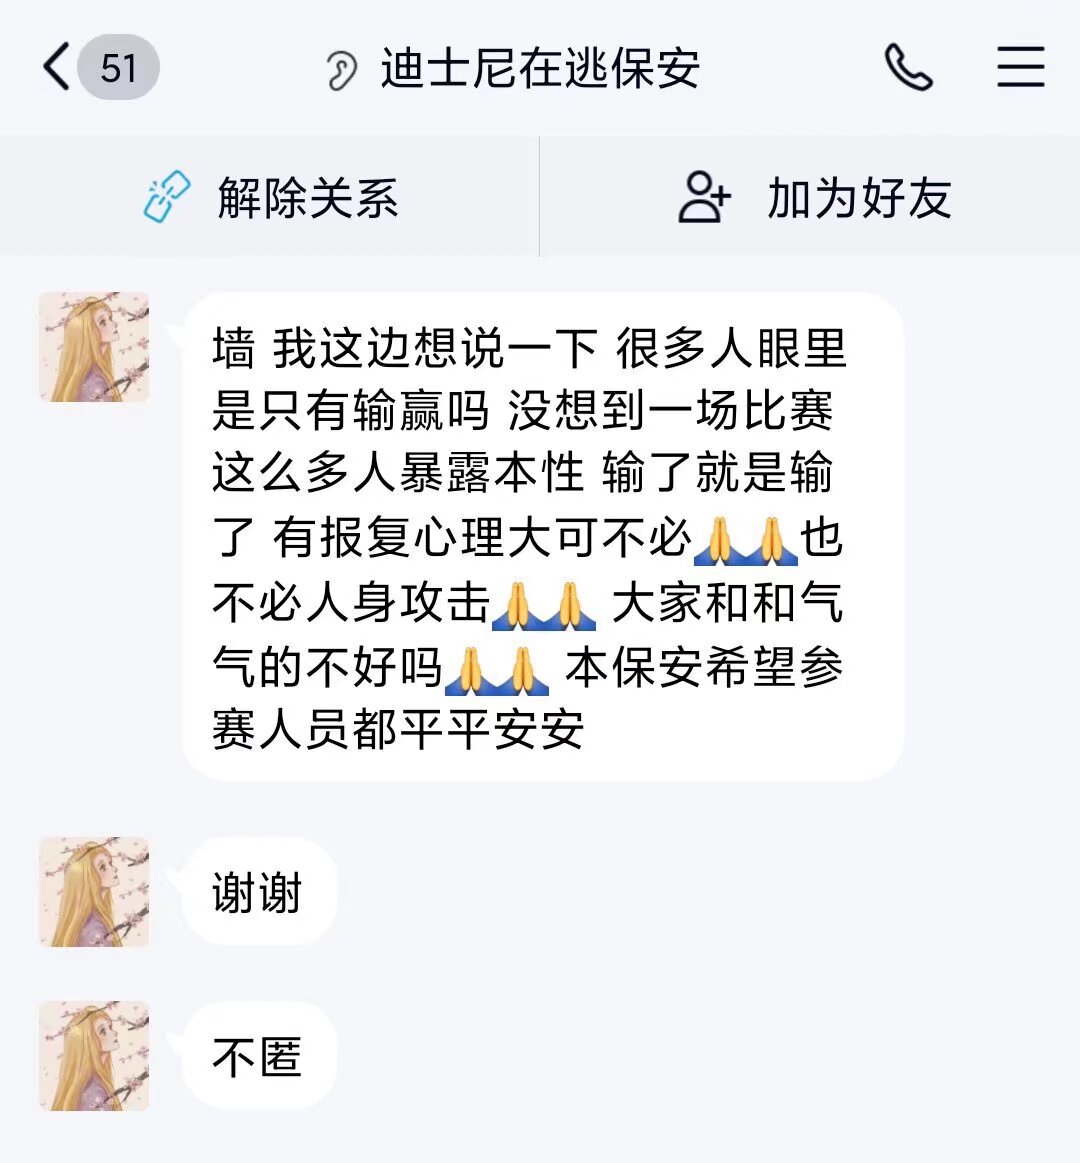 51
迪士尼在逃保安
解除关系
加为好友
墙 我这边想说一下 很多人眼里
是只有输赢吗 没想到一场比赛
这么多人暴露本性 输了就是输
了 有报复心理大可不必🙏🙏也
不必人身攻击🙏🙏 大家和和气
气的不好吗🙏🙏 本保安希望参
赛人员都平平安安
谢谢
不匿